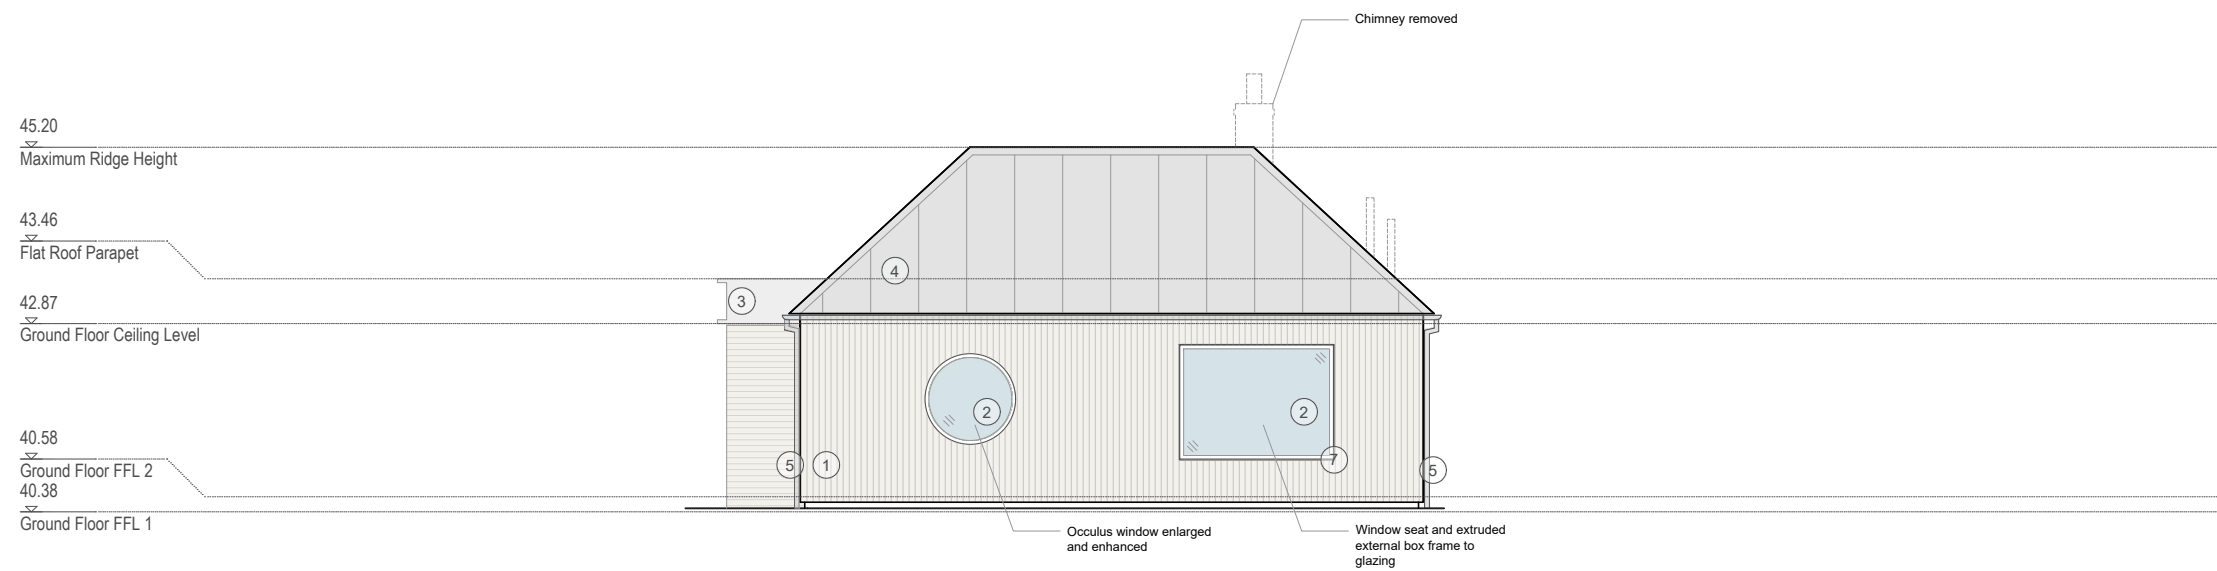 Chimney removed
45.20
Maximum Ridge Height
43.46
Flat Roof Parapet
4
42.87
3
Ground Floor Ceiling Level
2
2
40.58
7
5
1
5
Ground Floor FFL 2
40.38
Ground Floor FFL 1
Occulus window enlarged
and enhanced
Window seat and extruded
external box frame to
glazing